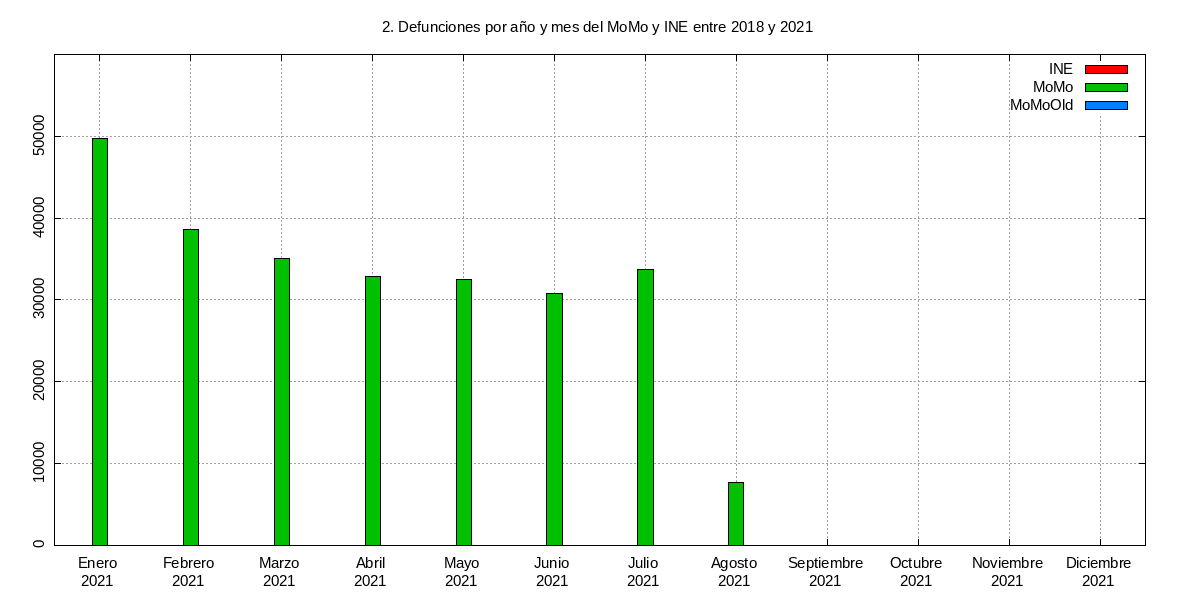 2. Defunciones por año y mes del MoMo y INE entre 2018 y 2021
INE
MoMo
MoMoOld
50000
40000
30000
20000
10000
0
Enero Febrero Marzo Abril Mayo Junio Julio Agosto Septiembre Octubre Noviembre Diciembre
2021 2021 2021 2021 2021 2021 2021 2021 2021 2021 2021 2021